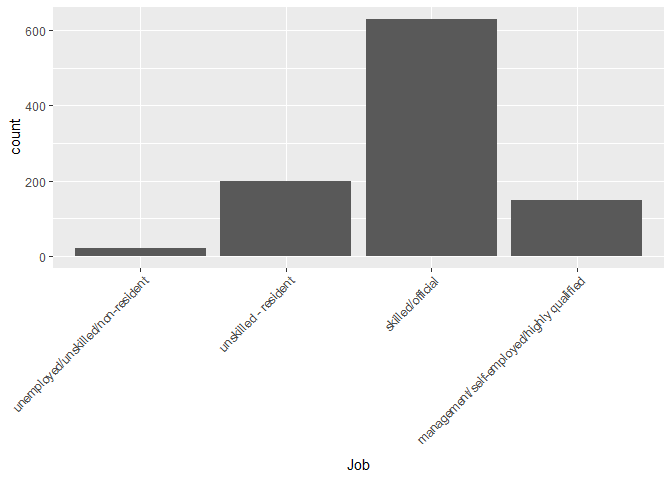 600
400
200
0
count
unemployed/unskilled/non-resident
unskilled - resident
skilled/official
management/self-employed/highly qualified
Job